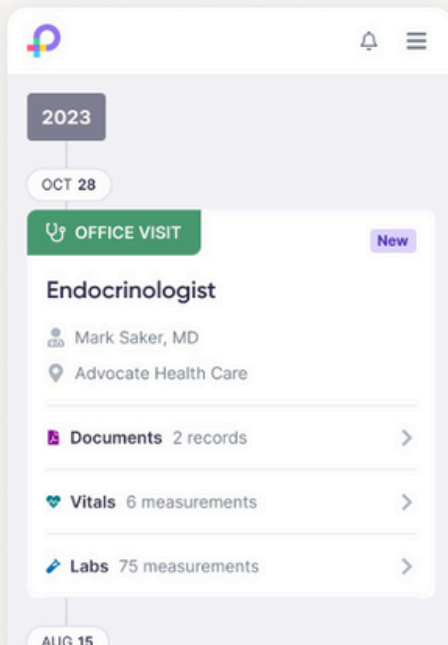 2023
OCT 28
OFFICE VISIT
New
Endocrinologist
Mark Saker, MD
Advocate Health Care
Documents 2 records
Vitals 6 measurements
Labs 75 measurements
AUG 15